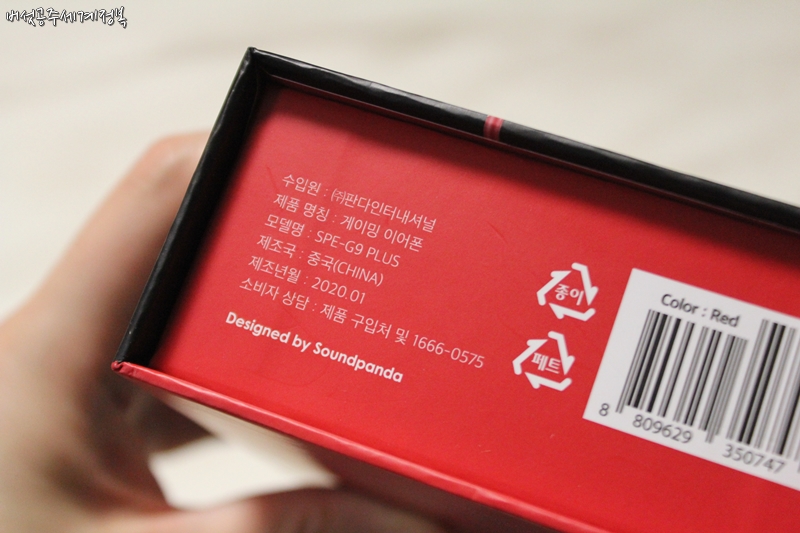 버섯공주세계정복
수입원 : ㈜판다인터내셔널
제품 명칭 : 게이밍 이어폰
모델명 : SPE-G9 PLUS
제조국 : 중국(CHINA)
제조년월 : 2020.01
소비자 상담 : 제품 구입처 및 1666-0575
Designed by Soundpanda
종이
페트
Color : Red
8 809629 350747